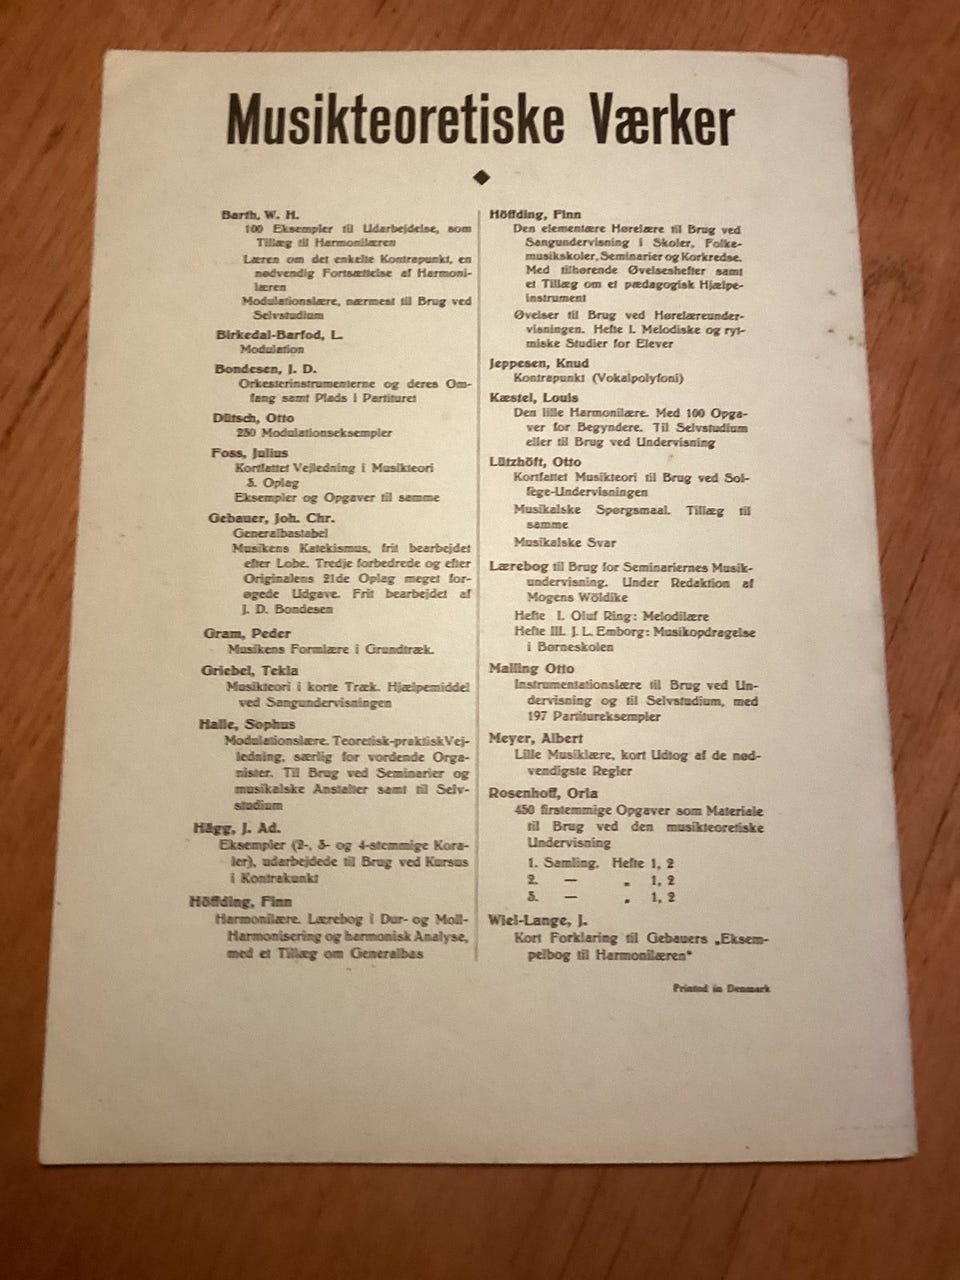 Musikteoretiske Værker
Barth, W. H.
100 Eksempler til Udarbejdelse, som
Tillæg til Harmonilæren
Læren om det enkelte Kontrapunkt, en
nødvendig Fortsættelse af Harmoni-
læren
Modulationslære, nærmest til Brug ved
Selvstudium
Birkedal-Barfod, L.
Modulation
Bondesen, J. D.
Orkesterinstrumenterne og deres Om-
fang samt Plads i Partituret
Dütsch, Otto
250 Modulationseksempler
Foss, Julius
Kortfattet Vejledning i Musikteori
3. Oplag
Eksempler og Opgaver til samme
Gebauer, Joh. Chr.
Generalbastabel
Musikens Katekismus, frit bearbejdet
efter Lobe. Tredje forbedrede og efter
Originalens 21de Oplag meget for-
øgede Udgave. Frit bearbejdet af
J. D. Bondesen
Gram, Peder
Musikens Formlære i Grundtræk.
Griebel, Tekla
Musikteori i korte Træk. Hjælpemiddel
ved Sangundervisningen
Halle, Sophus
Modulationslære. Teoretisk-praktisk Vej-
ledning, særlig for vordende Orga-
nister. Til Brug ved Seminarier og
musikalske Anstalter samt til Selv-
studium
Hägg, J. Ad.
Eksempler (2-, 3- og 4-stemmige Kora-
ler), udarbejdede til Brug ved Kursus
i Kontrakunkt
Höffding, Finn
Harmonilære. Lærebog i Dur- og Moll-
Harmonisering og harmonisk Analyse,
med et Tillæg om Generalbas
Höffding, Finn
Den elementære Hørelære til Brug ved
Sangundervisning i Skoler, Folke-
musikskoler, Seminarier og Korkredse.
Med tilhørende Øvelseshefter samt
et Tillæg om et pædagogisk Hjælpe-
instrument
Øvelser til Brug ved Hørelæreunder-
visningen. Hefte I. Melodiske og ryt-
miske Studier for Elever
Jeppesen, Knud
Kontrapunkt (Vokalpolyfoni)
Kæstel, Louis
Den lille Harmonilære. Med 100 Opga-
ver for Begyndere. Til Selvstudium
eller til Brug ved Undervisning
Lützhöft, Otto
Kortfattet Musikteori til Brug ved Sol-
fège-Undervisningen
Musikalske Spørgsmaal. Tillæg til
samme
Musikalske Svar
Lærebog til Brug for Seminariernes Musik-
undervisning. Under Redaktion af
Mogens Wöldike
Hefte I. Oluf Ring: Melodilære
Hefte III. J. L. Emborg: Musikopdragelse
i Børneskolen
Malling Otto
Instrumentationslære til Brug ved Un-
dervisning og til Selvstudium, med
197 Partitureksempler
Meyer, Albert
Lille Musiklære, kort Udtog af de nød-
vendigste Regler
Rosenhoff, Orla
450 firstemmige Opgaver som Materiale
til Brug ved den musikteoretiske
Undervisning
1. Samling. Hefte 1, 2
2. — „ 1, 2
3. — „ 1, 2
Wiel-Lange, J.
Kort Forklaring til Gebauers „Eksem-
pelbog til Harmonilæren“
Printed in Denmark